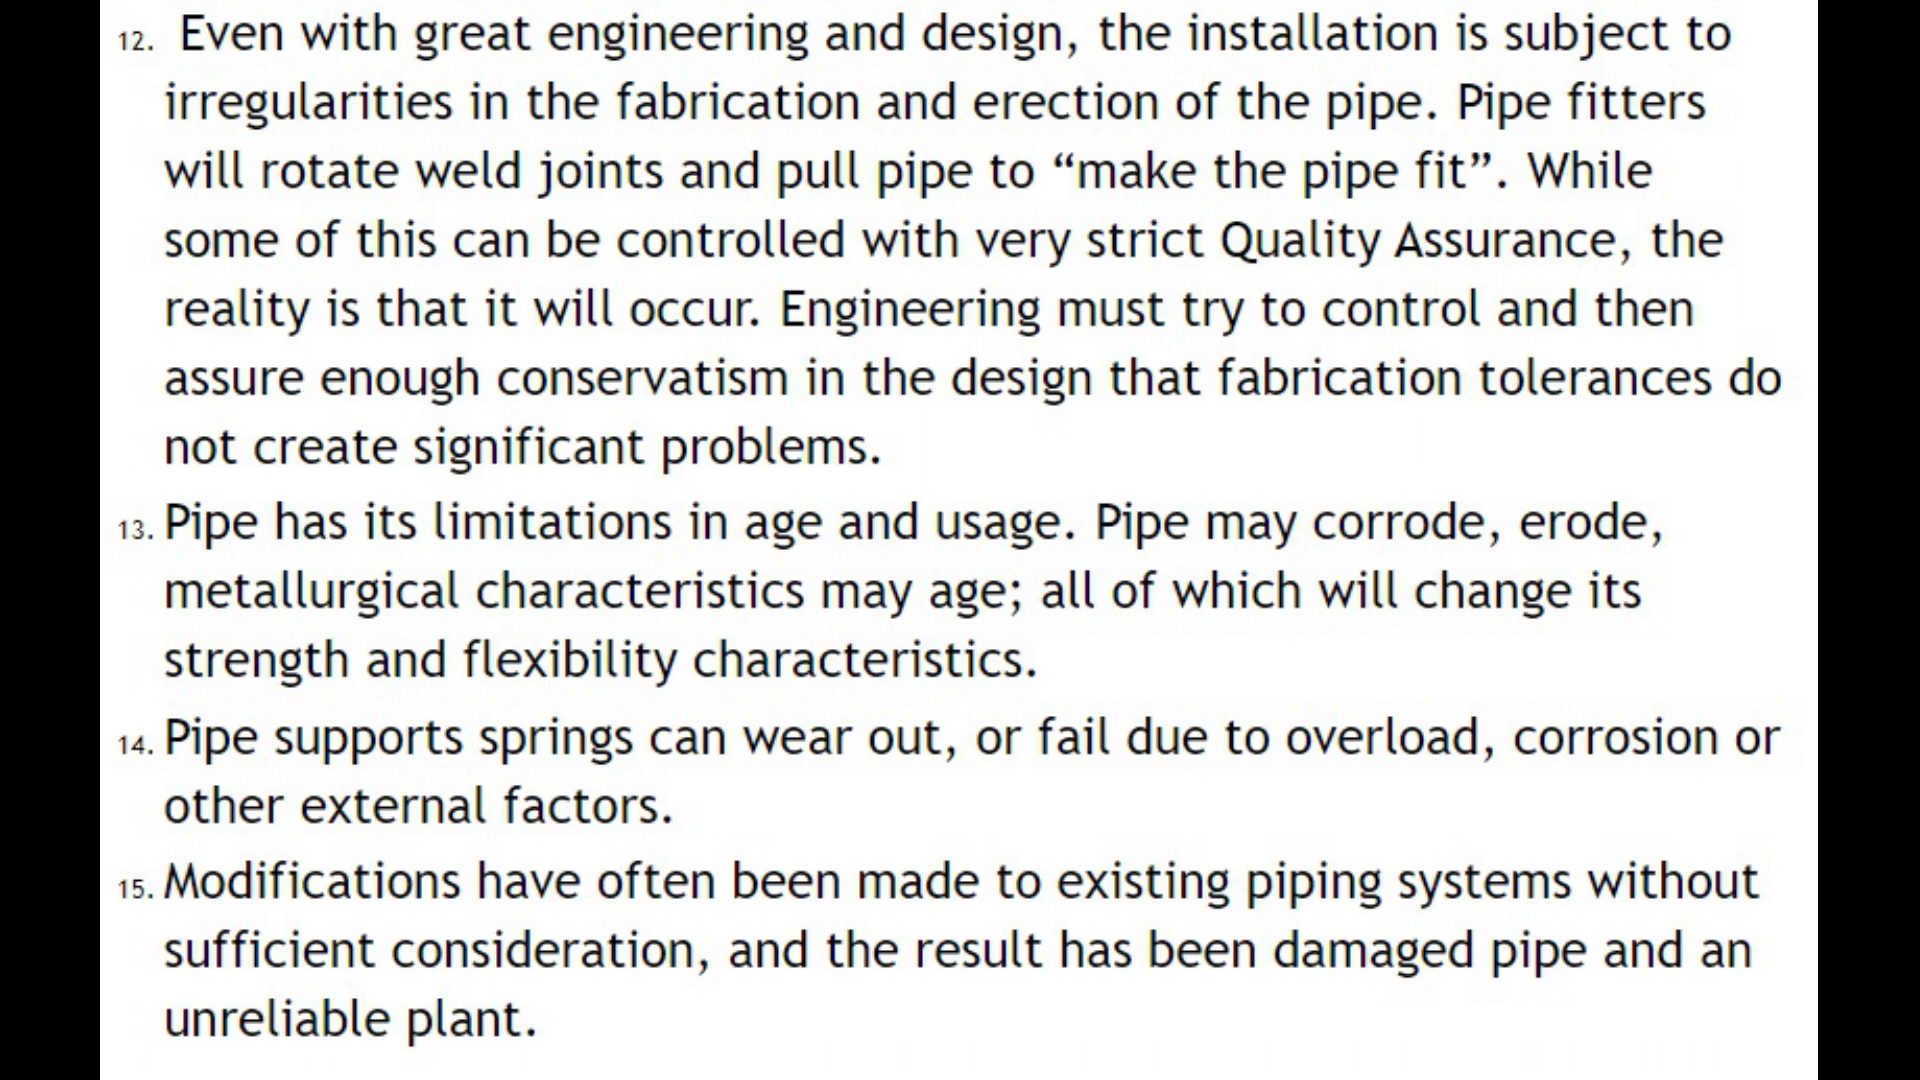 12. Even with great engineering and design, the installation is subject to
irregularities in the fabrication and erection of the pipe. Pipe fitters
will rotate weld joints and pull pipe to “make the pipe fit”. While
some of this can be controlled with very strict Quality Assurance, the
reality is that it will occur. Engineering must try to control and then
assure enough conservatism in the design that fabrication tolerances do
not create significant problems.
13. Pipe has its limitations in age and usage. Pipe may corrode, erode,
metallurgical characteristics may age; all of which will change its
strength and flexibility characteristics.
14. Pipe supports springs can wear out, or fail due to overload, corrosion or
other external factors.
15. Modifications have often been made to existing piping systems without
sufficient consideration, and the result has been damaged pipe and an
unreliable plant.